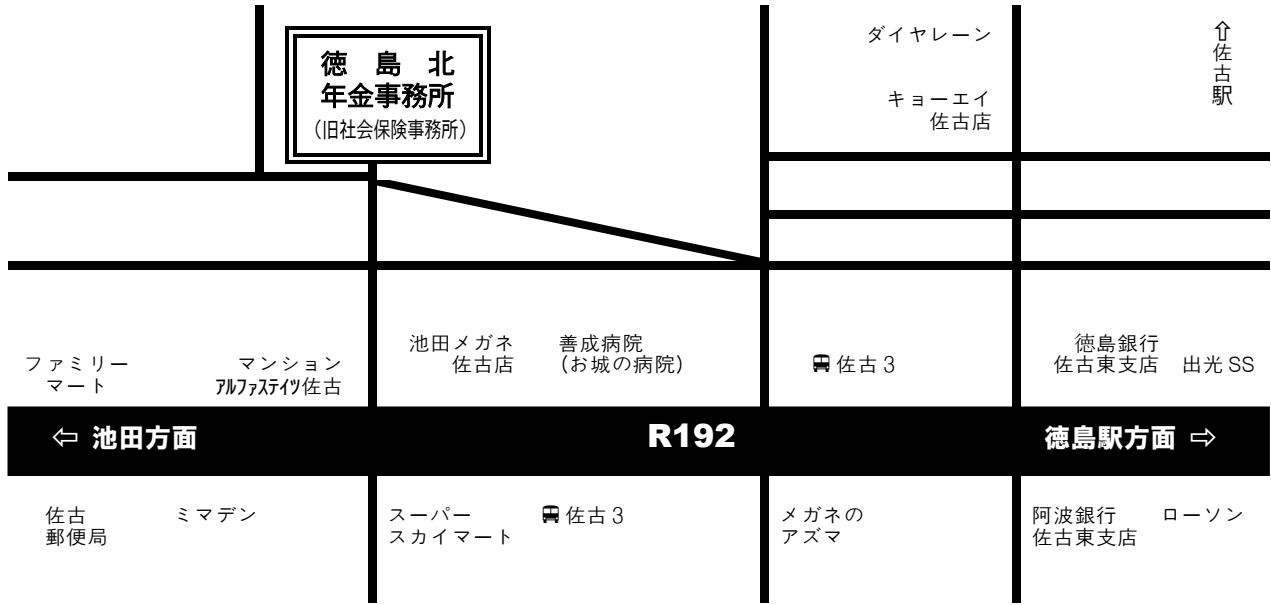 徳島北
年金事務所
（旧社会保険事務所）
ダイヤレーン
キョーエイ
佐古店
⇧佐古駅
ファミリー
マート
マンション
ｱﾙﾌｧｽﾃｲﾂ佐古
池田メガネ
佐古店
善成病院
(お城の病院)
佐古3
徳島銀行
佐古東支店
出光SS
⇦ 池田方面
R192
徳島駅方面 ⇨
佐古
郵便局
ミマデン
スーパー
スカイマート
佐古3
メガネの
アズマ
阿波銀行
佐古東支店
ローソン